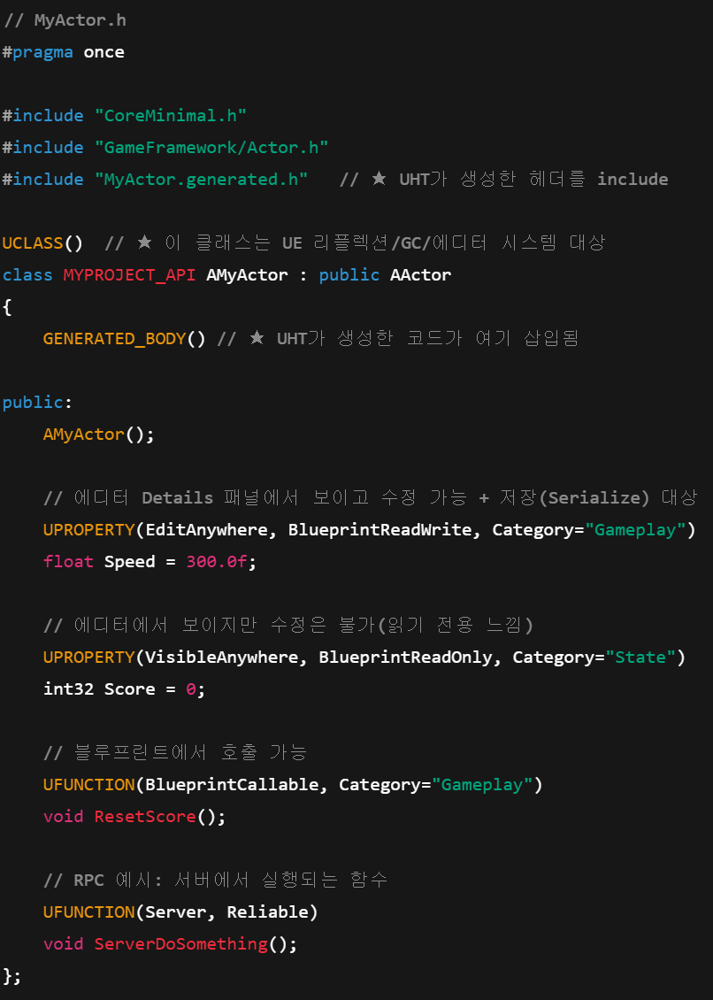 // MyActor.h
#pragma once
#include "CoreMinimal.h"
#include "GameFramework/Actor.h"
#include "MyActor.generated.h"   // ★ UHT가 생성한 헤더를 include
UCLASS()  // ★ 이 클래스는 UE 리플렉션/GC/에디터 시스템 대상
class MYPROJECT_API AMyActor : public AActor
{
    GENERATED_BODY() // ★ UHT가 생성한 코드가 여기 삽입됨
public:
    AMyActor();
    // 에디터 Details 패널에서 보이고 수정 가능 + 저장(Serialize) 대상
    UPROPERTY(EditAnywhere, BlueprintReadWrite, Category="Gameplay")
    float Speed = 300.0f;
    // 에디터에서 보이지만 수정은 불가(읽기 전용 느낌)
    UPROPERTY(VisibleAnywhere, BlueprintReadOnly, Category="State")
    int32 Score = 0;
    // 블루프린트에서 호출 가능
    UFUNCTION(BlueprintCallable, Category="Gameplay")
    void ResetScore();
    // RPC 예시: 서버에서 실행되는 함수
    UFUNCTION(Server, Reliable)
    void ServerDoSomething();
};